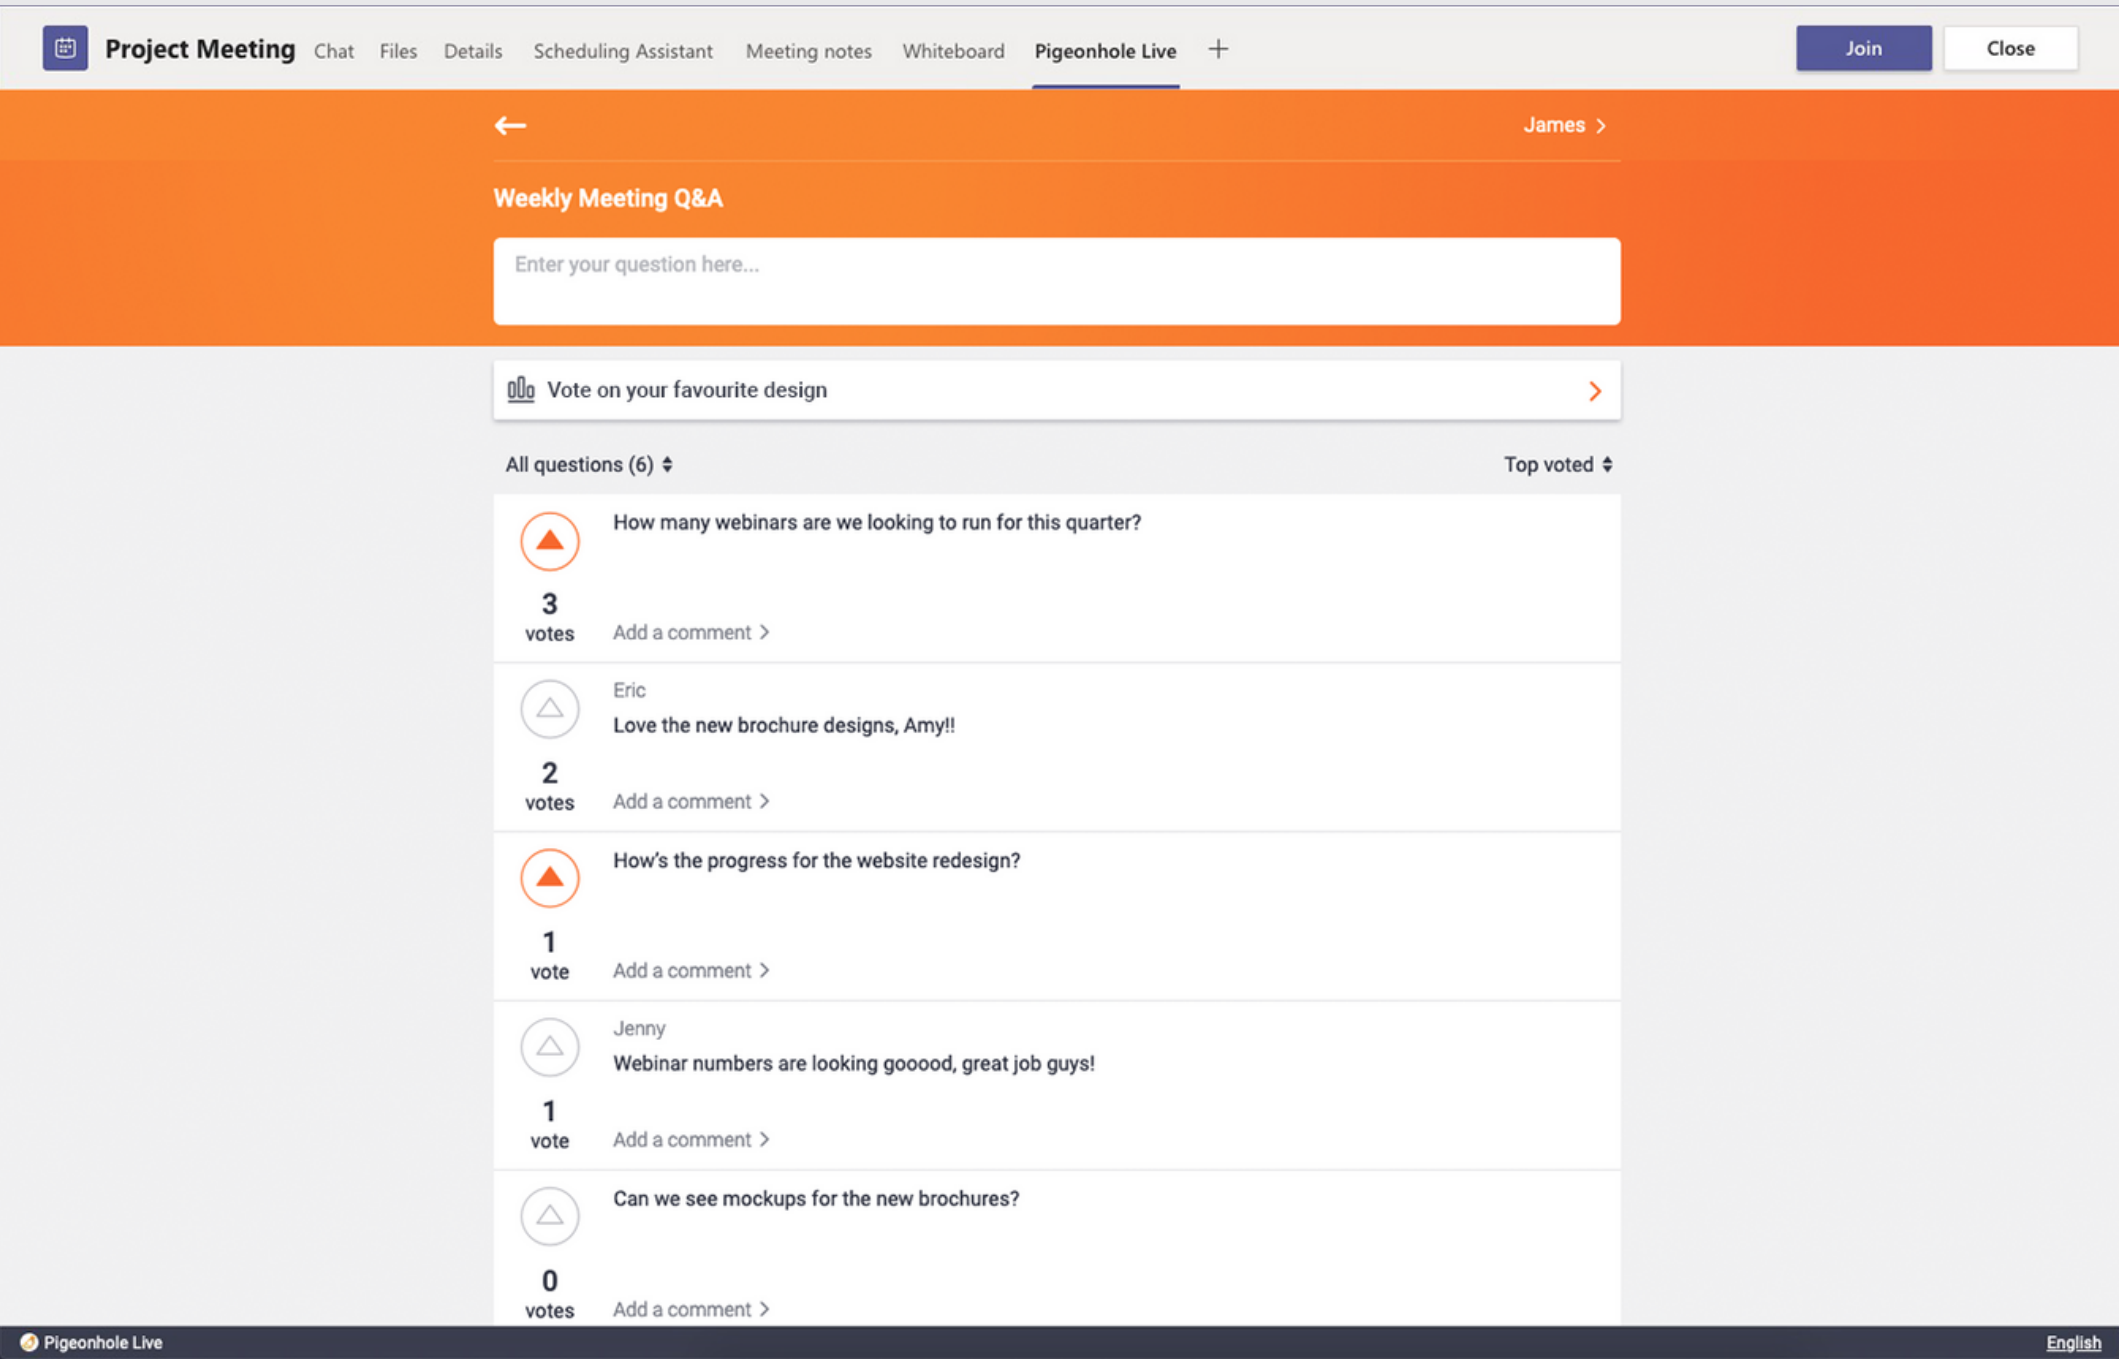 Project Meeting Chat Files Details Scheduling Assistant Meeting notes Whiteboard Pigeonhole Live + Join Close
James >
Weekly Meeting Q&A
Enter your question here...
Vote on your favourite design
All questions (6) Top voted
How many webinars are we looking to run for this quarter?
3
votes Add a comment >
Eric
Love the new brochure designs, Amy!!
2
votes Add a comment >
How's the progress for the website redesign?
1
vote Add a comment >
Jenny
Webinar numbers are looking gooood, great job guys!
1
vote Add a comment >
Can we see mockups for the new brochures?
0
votes Add a comment >
Pigeonhole Live English